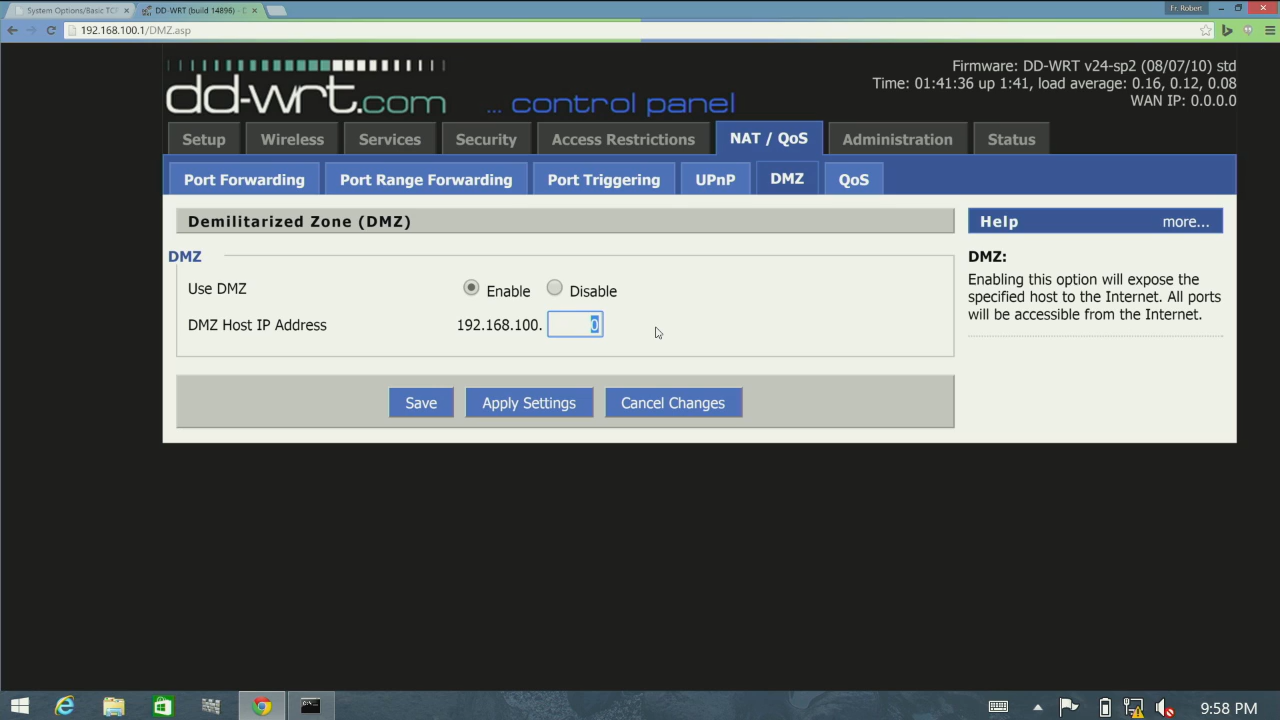 System Options/Basic TCP
DD-WRT (build 14896) - D
Fr. Robert
192.168.100.1/DMZ.asp
dd-wrt.com ... control panel
Firmware: DD-WRT v24-sp2 (08/07/10) std
Time: 01:41:36 up 1:41, load average: 0.16, 0.12, 0.08
WAN IP: 0.0.0.0
Setup Wireless Services Security Access Restrictions NAT / QoS Administration Status
Port Forwarding Port Range Forwarding Port Triggering UPnP DMZ QoS
Demilitarized Zone (DMZ)
DMZ
Use DMZ Enable Disable
DMZ Host IP Address 192.168.100. 0
Save Apply Settings Cancel Changes
Help more...
DMZ:
Enabling this option will expose the
specified host to the Internet. All ports
will be accessible from the Internet.
9:58 PM